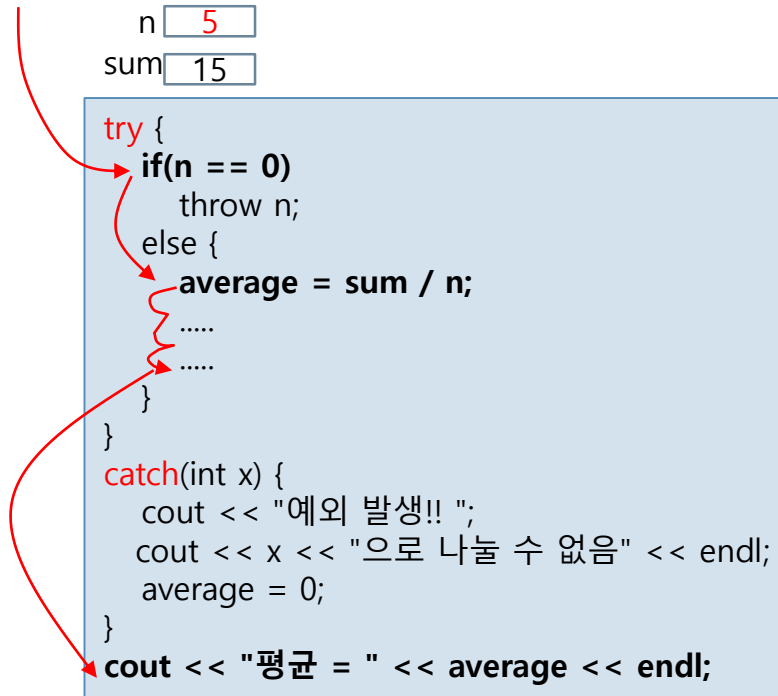 n 5
sum 15
try {
if(n == 0)
throw n;
else {
average = sum / n;
.....
.....
}
}
catch(int x) {
cout << "예외 발생!! ";
cout << x << "으로 나눌 수 없음" << endl;
average = 0;
}
cout << "평균 = " << average << endl;